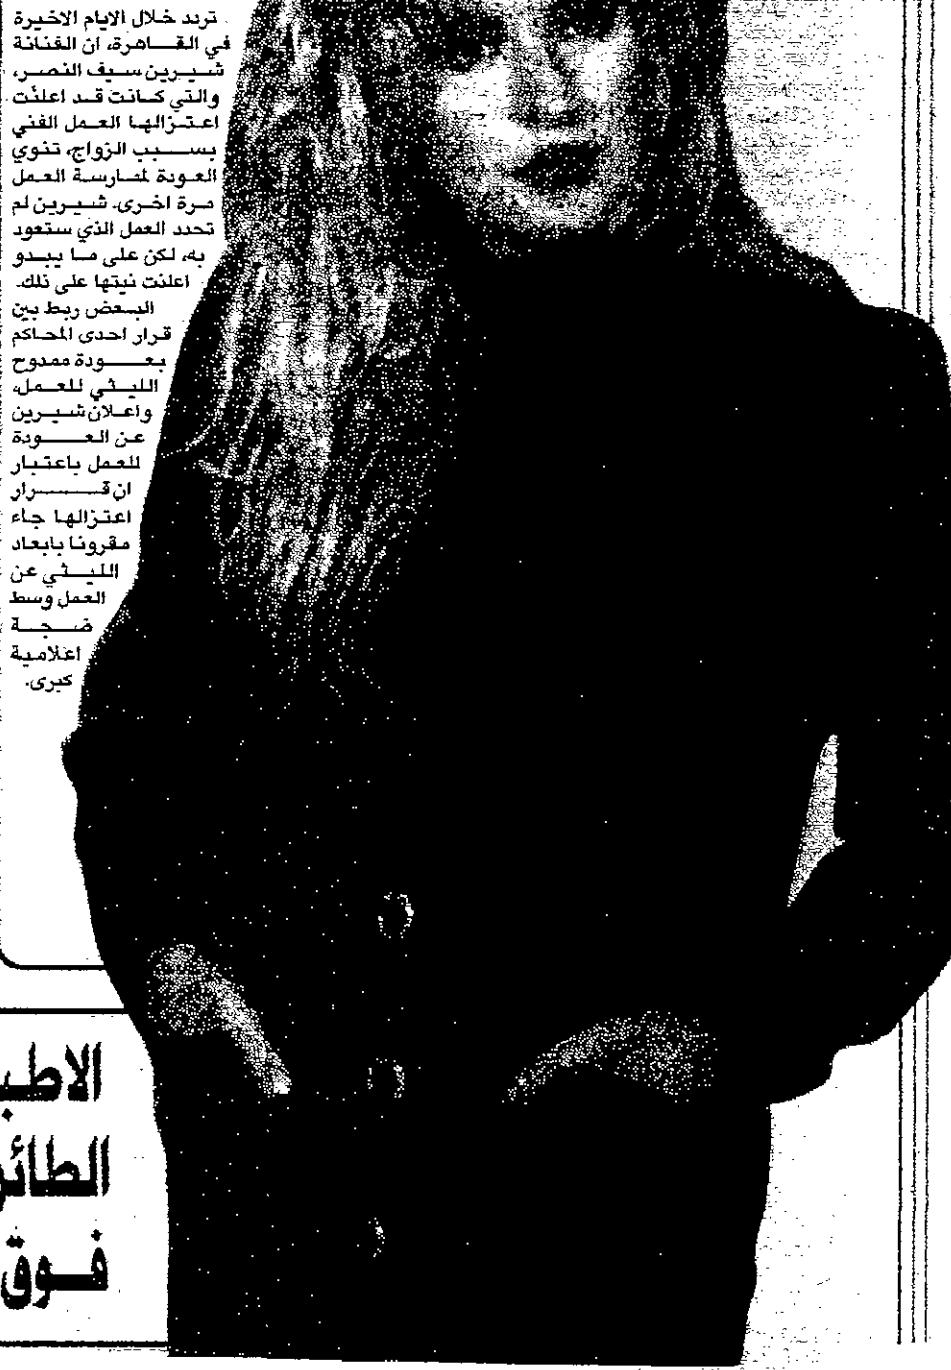 تردد خلال الايام الاخيرة
في القاهرة، ان الفنانة
شيرين سيف النصر،
والتي كانت قد اعلنت
اعتزالها العمل الفني
بسبب الزواج، تنوي
العودة لممارسة العمل
مرة اخرى. شيرين لم
تحدد العمل الذي ستعود
به، لكن على ما يبدو
اعلنت نيتها على ذلك.
البعض ربط بين
قرار احدى المحاكم
بعودة ممدوح
الليثي للعمل،
واعلان شيرين
عن العودة
للعمل باعتبار
ان قرار
اعتزالها جاء
مقرونا بابعاد
الليثي عن
العمل وسط
ضجة
اعلامية
كبرى.
فوق